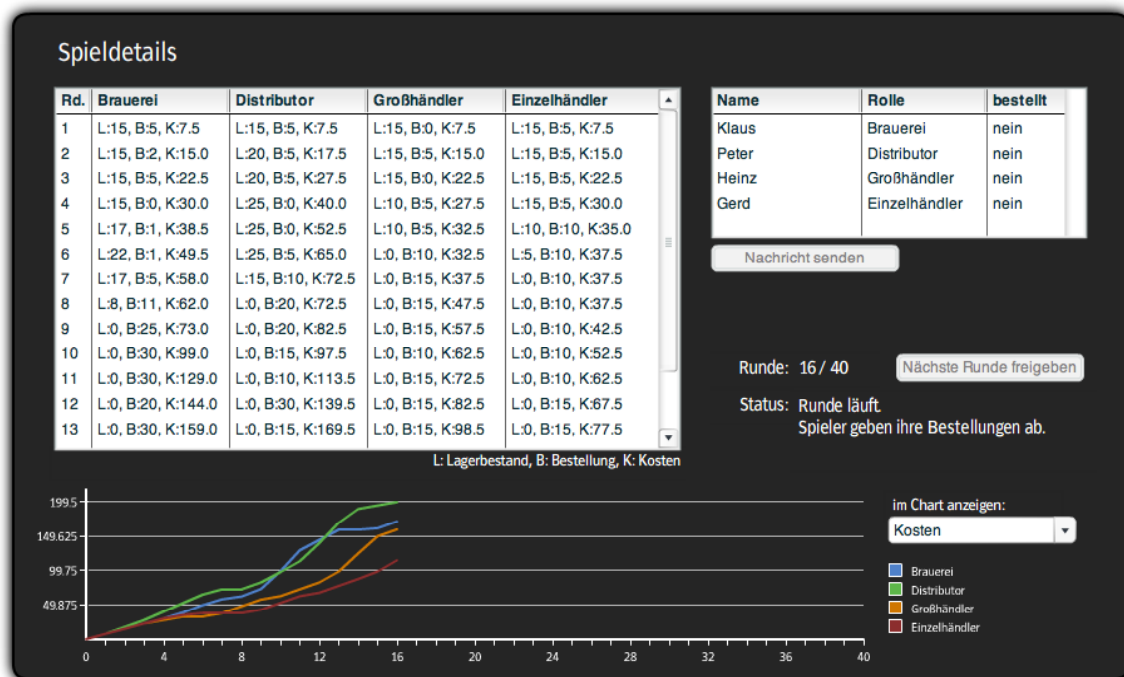 Spieldetails
Rd. Brauerei Distributor Großhändler Einzelhändler
1 L:15, B:5, K:7.5 L:15, B:5, K:7.5 L:15, B:0, K:7.5 L:15, B:5, K:7.5
2 L:15, B:2, K:15.0 L:20, B:5, K:17.5 L:15, B:5, K:15.0 L:15, B:5, K:15.0
3 L:15, B:5, K:22.5 L:20, B:5, K:27.5 L:15, B:0, K:22.5 L:15, B:5, K:22.5
4 L:15, B:0, K:30.0 L:25, B:0, K:40.0 L:10, B:5, K:27.5 L:15, B:5, K:30.0
5 L:17, B:1, K:38.5 L:25, B:0, K:52.5 L:10, B:5, K:32.5 L:10, B:10, K:35.0
6 L:22, B:1, K:49.5 L:25, B:5, K:65.0 L:0, B:10, K:32.5 L:5, B:10, K:37.5
7 L:17, B:5, K:58.0 L:15, B:10, K:72.5 L:0, B:15, K:37.5 L:0, B:10, K:37.5
8 L:8, B:11, K:62.0 L:0, B:20, K:72.5 L:0, B:15, K:47.5 L:0, B:10, K:37.5
9 L:0, B:25, K:73.0 L:0, B:20, K:82.5 L:0, B:15, K:57.5 L:0, B:10, K:42.5
10 L:0, B:30, K:99.0 L:0, B:15, K:97.5 L:0, B:10, K:62.5 L:0, B:10, K:52.5
11 L:0, B:30, K:129.0 L:0, B:10, K:113.5 L:0, B:15, K:72.5 L:0, B:10, K:62.5
12 L:0, B:20, K:144.0 L:0, B:30, K:139.5 L:0, B:15, K:82.5 L:0, B:15, K:67.5
13 L:0, B:30, K:159.0 L:0, B:15, K:169.5 L:0, B:15, K:98.5 L:0, B:15, K:77.5
L: Lagerbestand, B: Bestellung, K: Kosten
Name Rolle bestellt
Klaus Brauerei nein
Peter Distributor nein
Heinz Großhändler nein
Gerd Einzelhändler nein
Nachricht senden
Runde: 16 / 40 Nächste Runde freigeben
Status: Runde läuft.
Spieler geben ihre Bestellungen ab.
199.5
149.625
99.75
49.875
0 4 8 12 16 20 24 28 32 36 40
im Chart anzeigen:
Kosten
Brauerei
Distributor
Großhändler
Einzelhändler